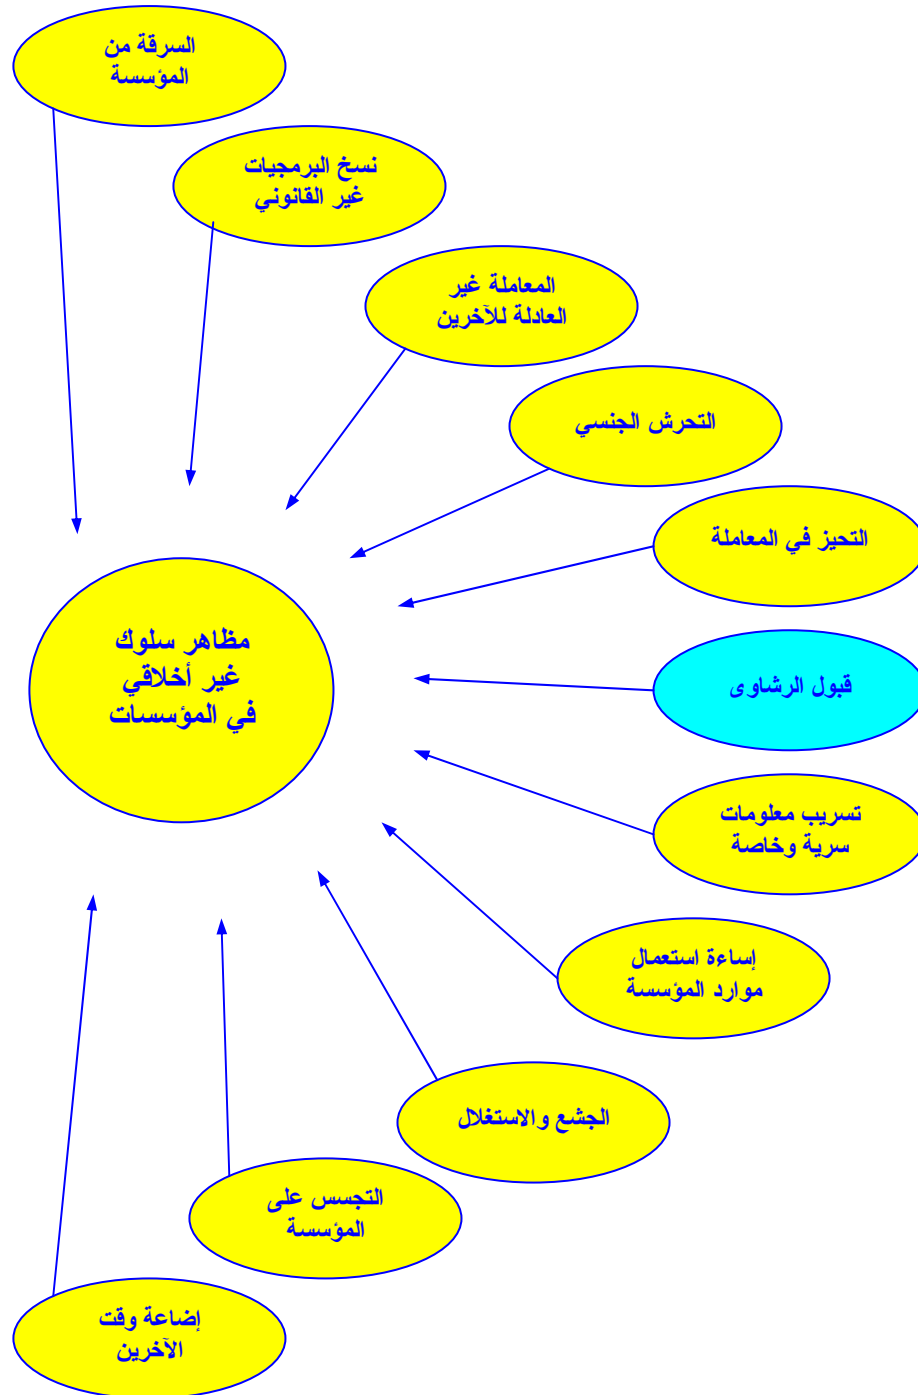 السرقة من
المؤسسة
نسخ البرمجيات
غير القانوني
المعاملة غير
العادلة للآخرين
التحرش الجنسي
التحيز في المعاملة
مظاهر سلوك
غير أخلاقي
في المؤسسات
قبول الرشاوى
تسريب معلومات
سرية وخاصة
إساءة استعمال
موارد المؤسسة
الجشع والاستغلال
التجسس على
المؤسسة
إضاعة وقت
الآخرين